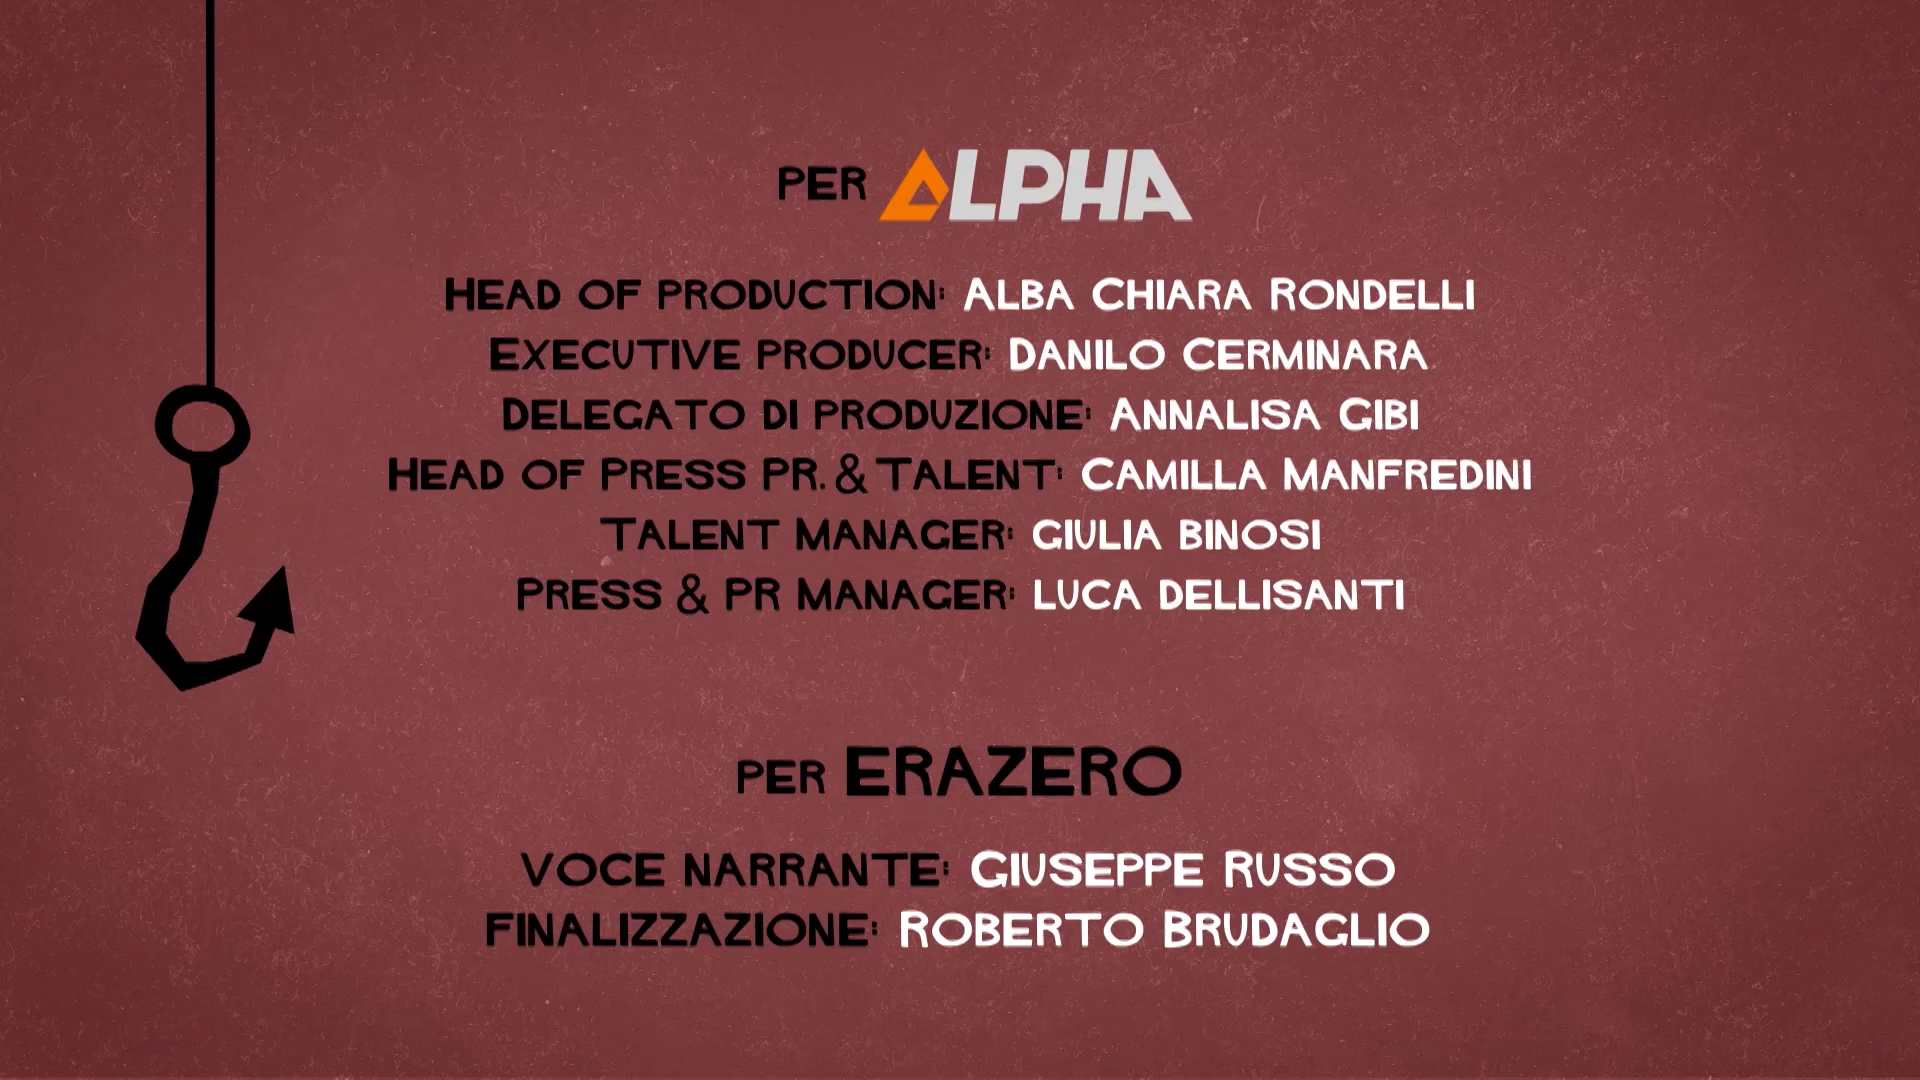 PER ALPHA
HEAD OF PRODUCTION: ALBA CHIARA RONDELLI
EXECUTIVE PRODUCER: DANILO CERMINARA
DELEGATO DI PRODUZIONE: ANNALISA GIBI
HEAD OF PRESS PR. & TALENT: CAMILLA MANFREDINI
TALENT MANAGER: GIULIA BINOSI
PRESS & PR MANAGER: LUCA DELLISANTI
PER ERAZERO
VOCE NARRANTE: GIUSEPPE RUSSO
FINALIZZAZIONE: ROBERTO BRUDAGLIO